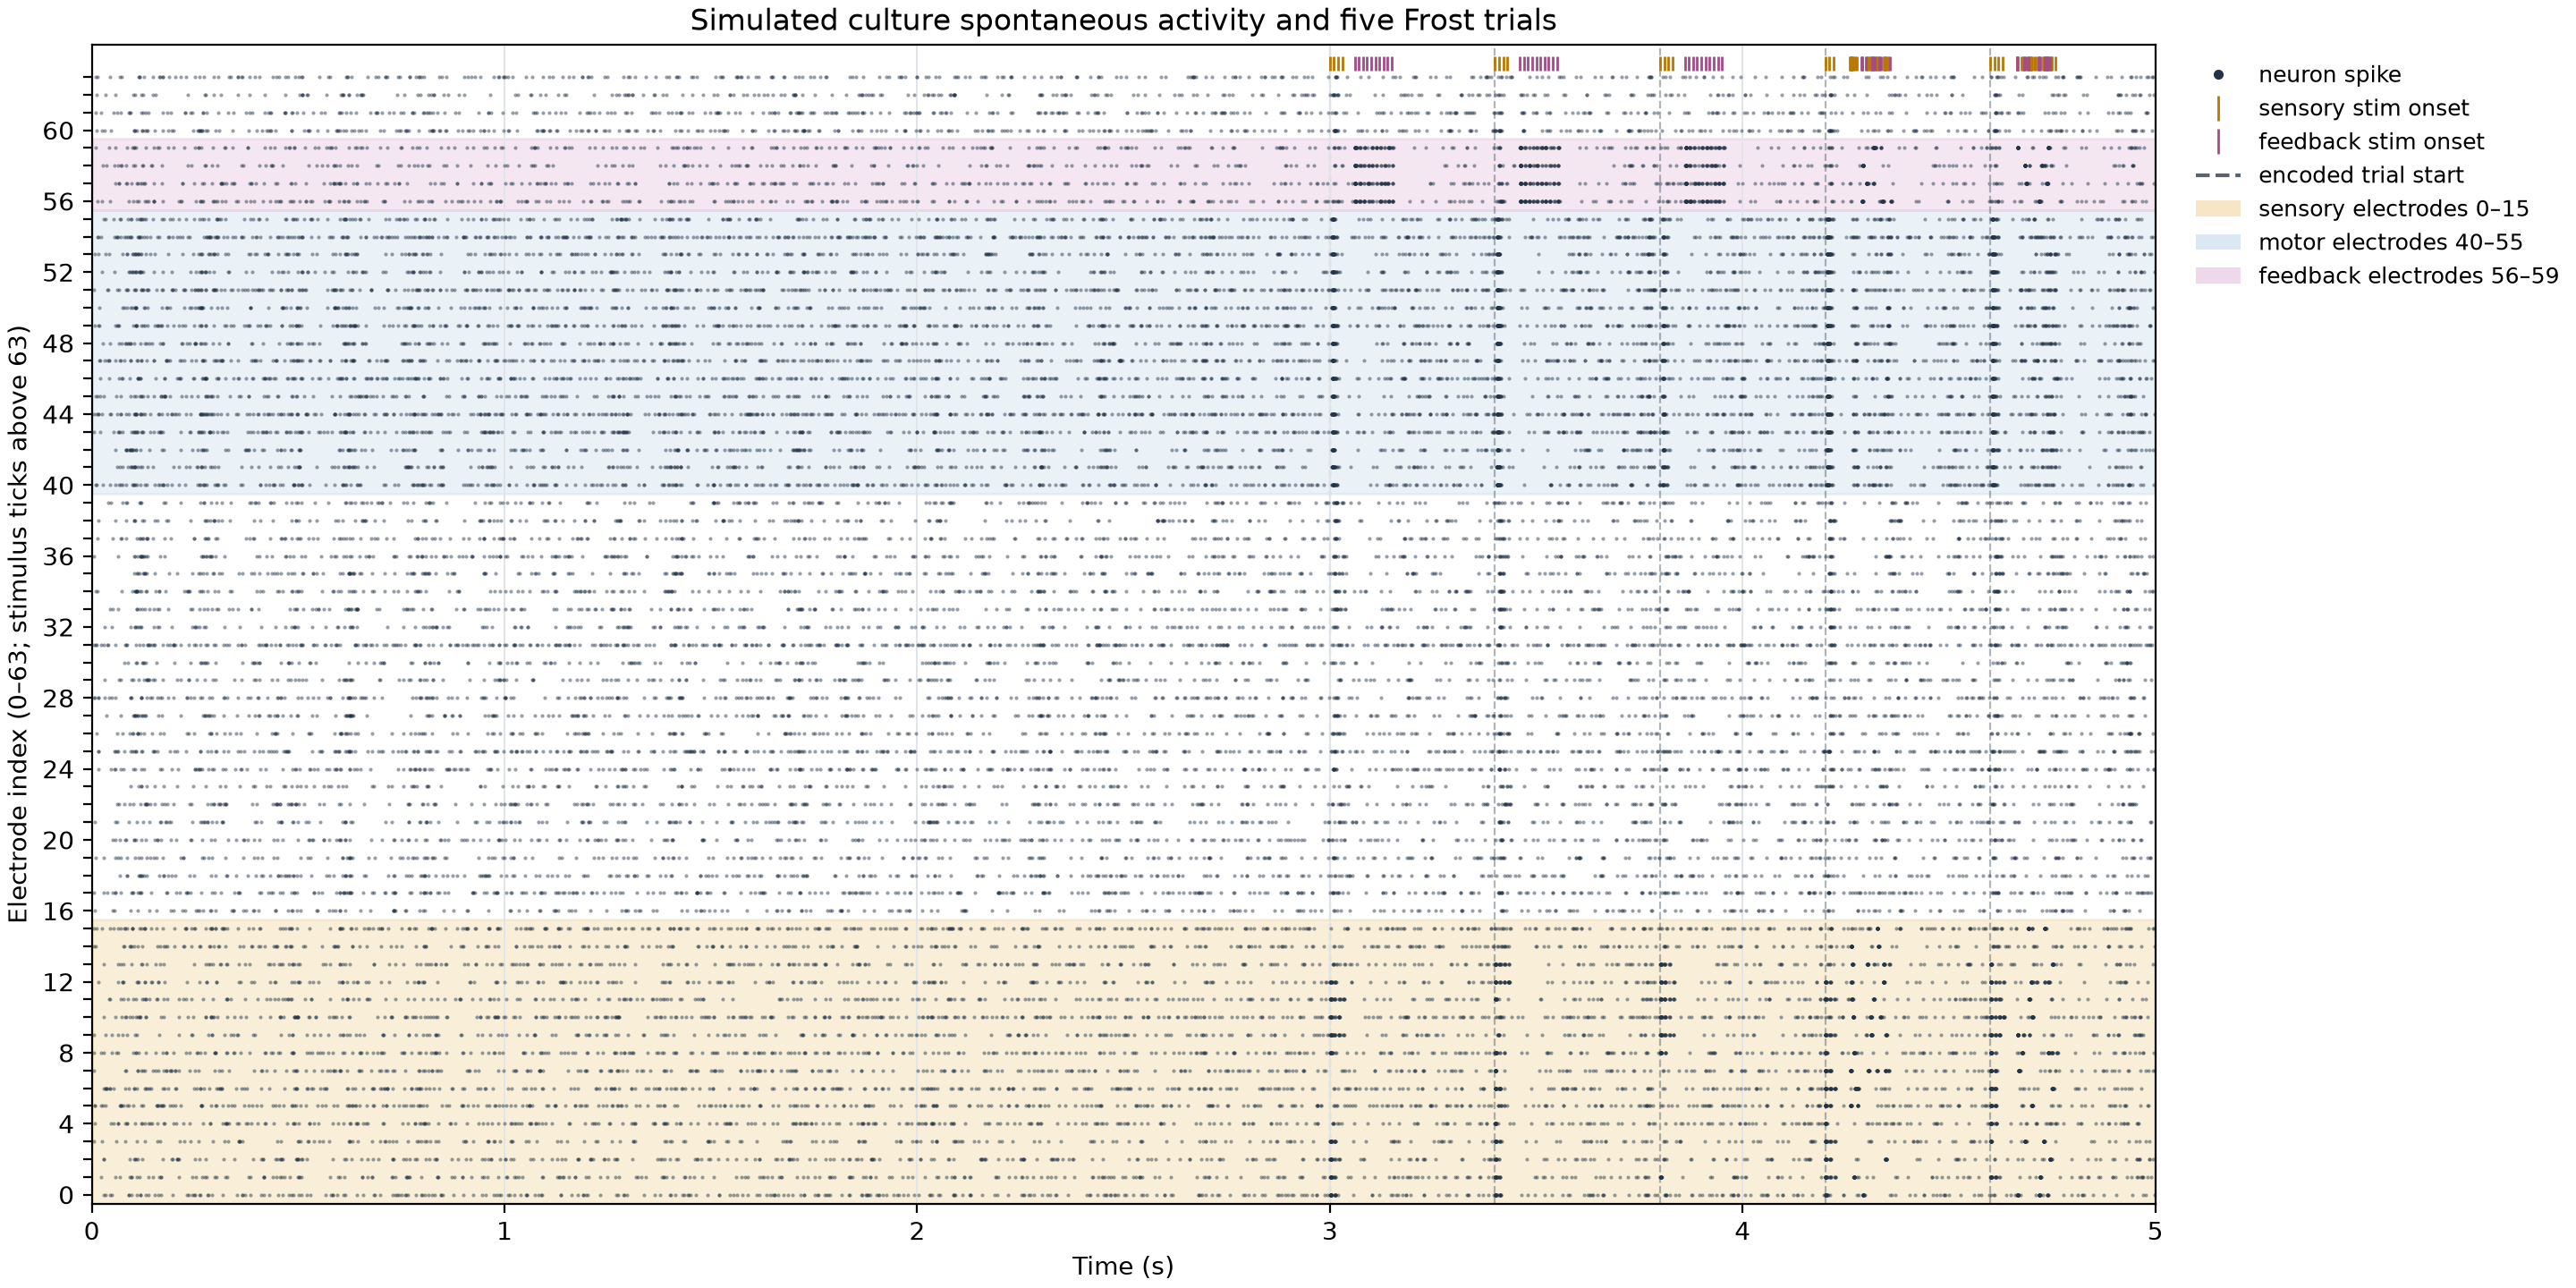 Simulated culture spontaneous activity and five Frost trials
Electrode index (0–63; stimulus ticks above 63)
60
56
52
48
44
40
36
32
28
24
20
16
12
8
4
0
0 1 2 3 4 5
Time (s)
neuron spike
sensory stim onset
feedback stim onset
encoded trial start
sensory electrodes 0–15
motor electrodes 40–55
feedback electrodes 56–59